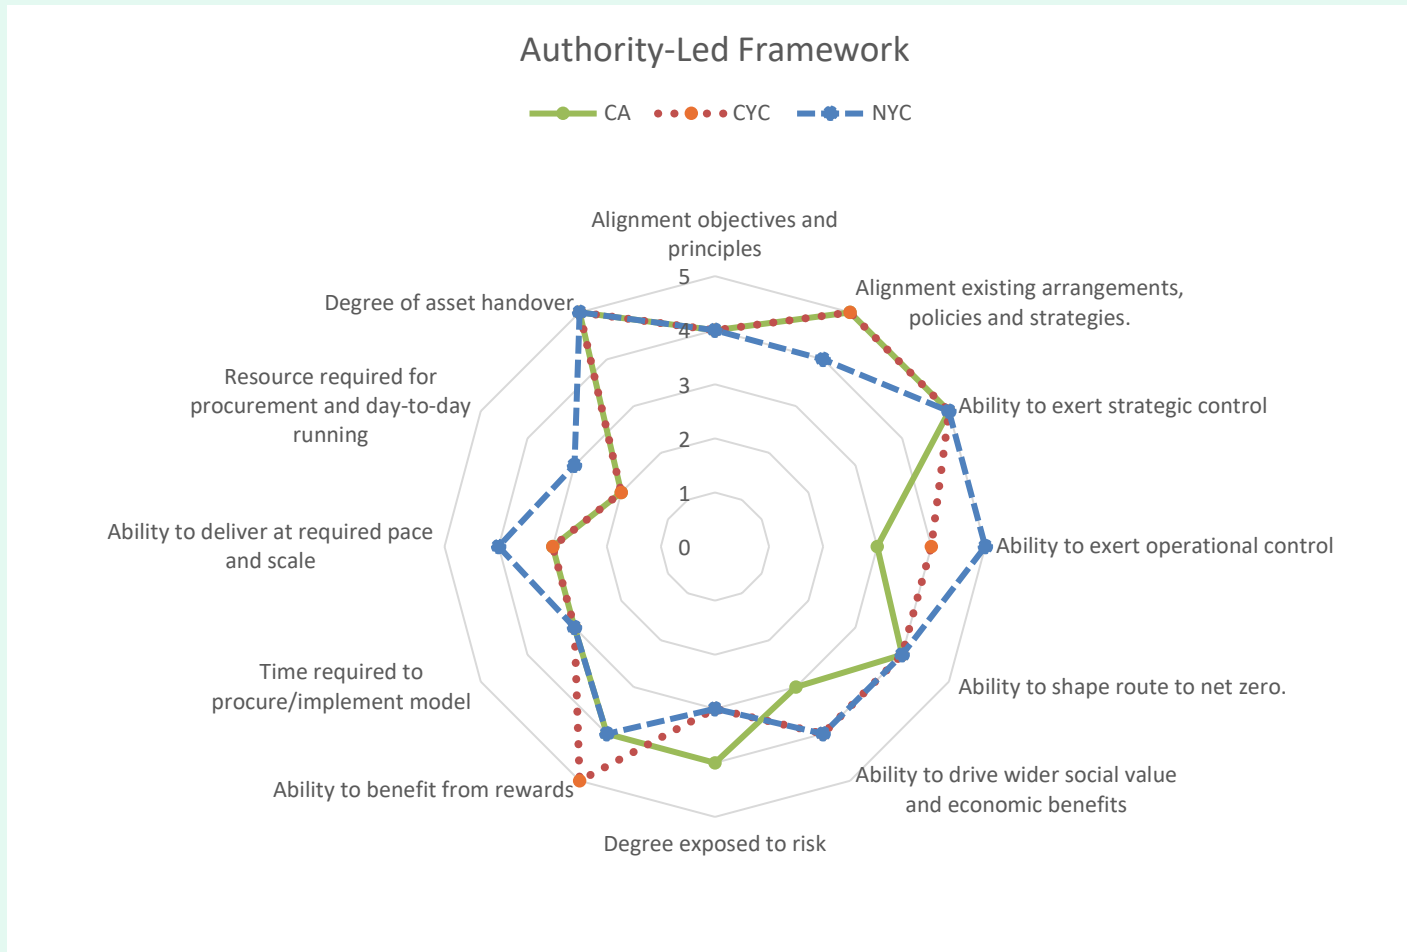 Authority-Led Framework
CA
CYC
NYC
Alignment objectives and
principles
Alignment existing arrangements,
policies and strategies.
Ability to exert strategic control
Ability to exert operational control
Ability to shape route to net zero.
Ability to drive wider social value
and economic benefits
Degree exposed to risk
Ability to benefit from rewards
Time required to
procure/implement model
Ability to deliver at required pace
and scale
Resource required for
procurement and day-to-day
running
Degree of asset handover
5
4
3
2
1
0